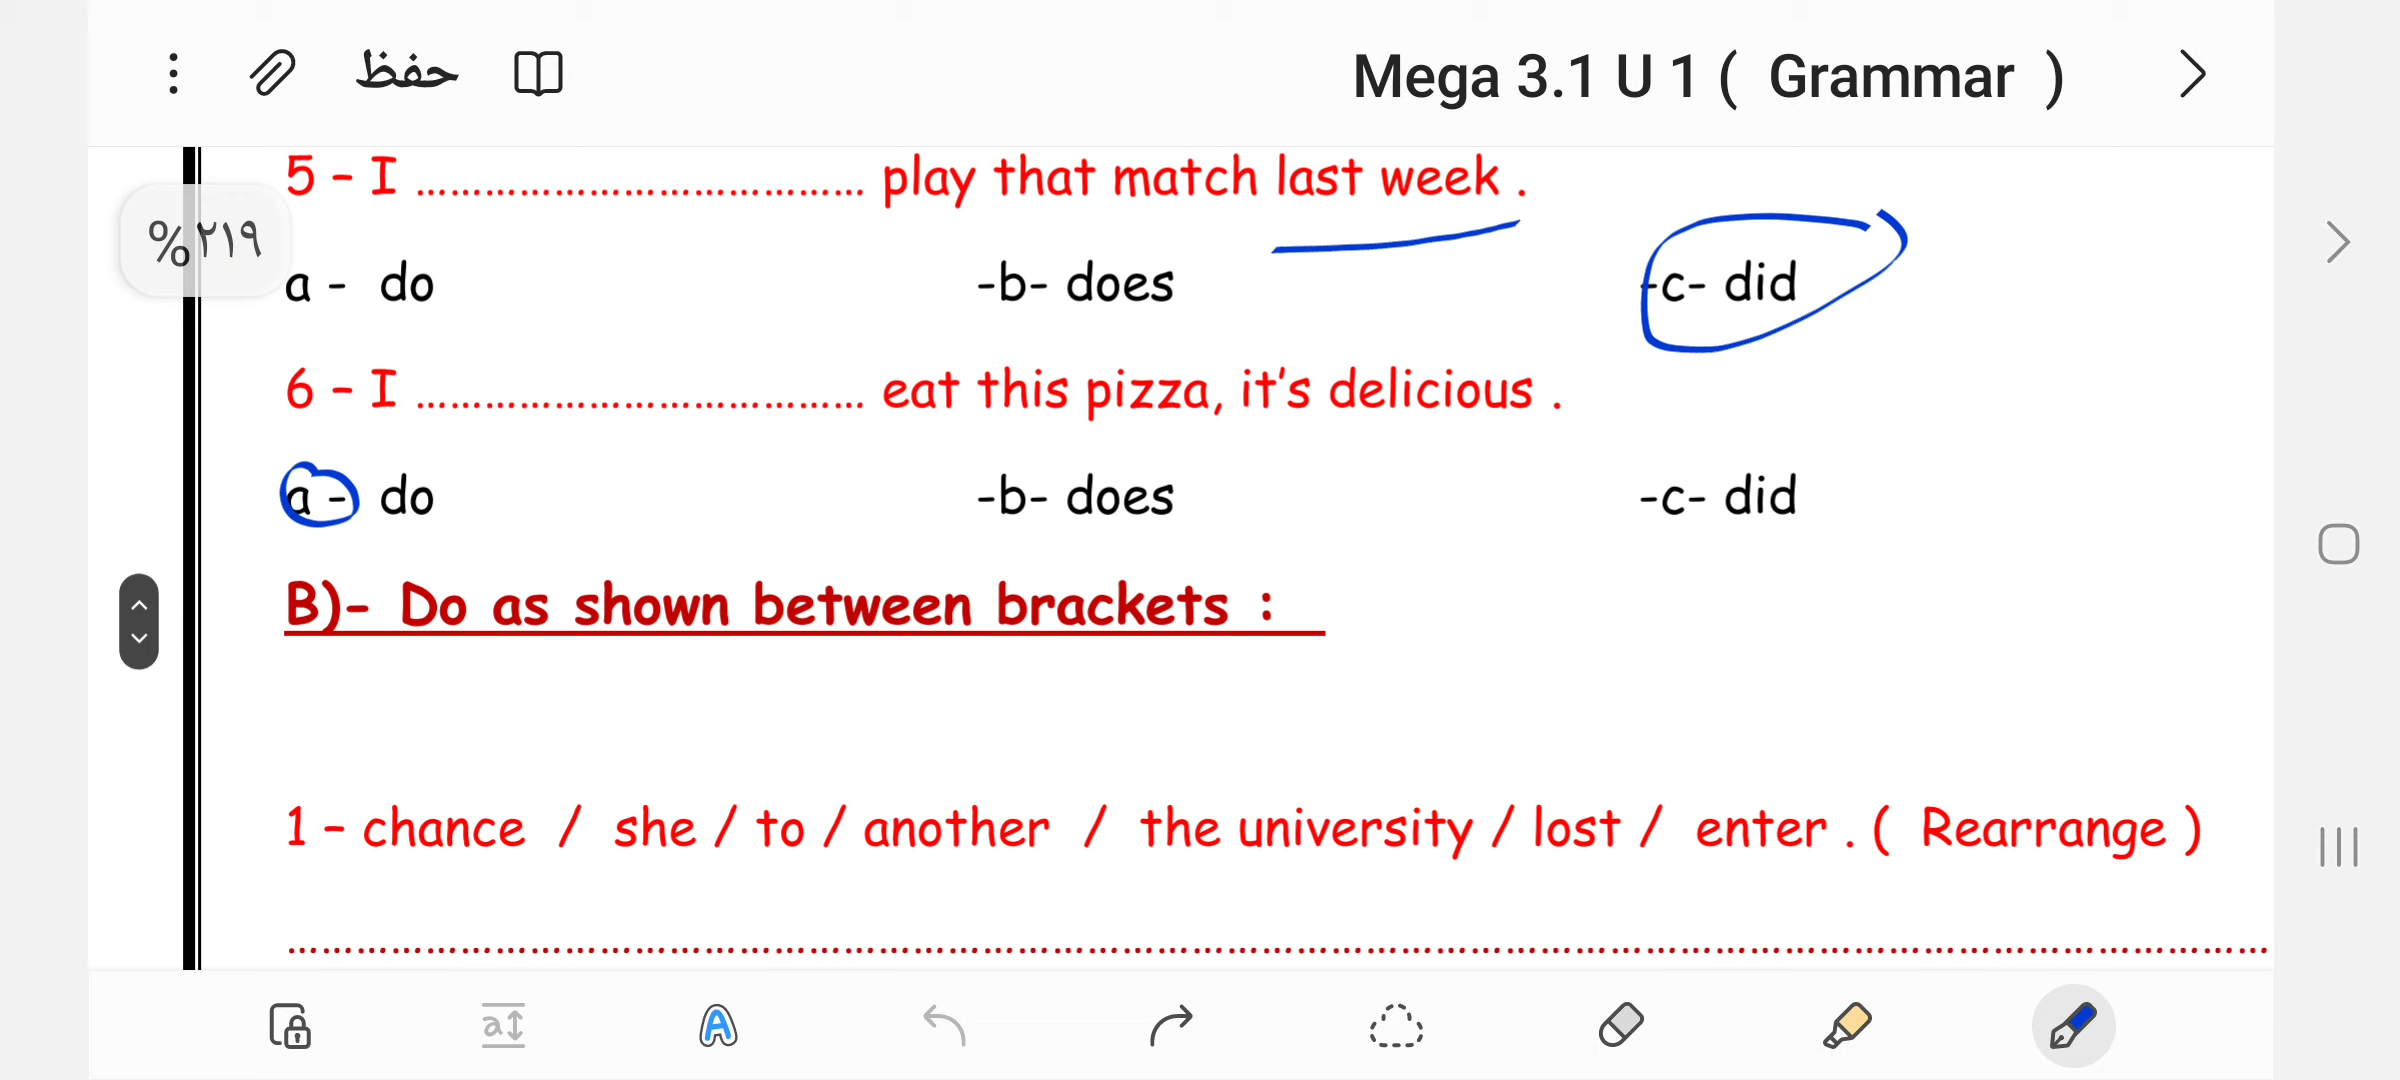 حفظ
Mega 3.1 U 1 ( Grammar )
5 – I ....................................... play that match last week .
%٢١٩
a - do -b- does -c- did
6 – I ....................................... eat this pizza, it's delicious .
a - do -b- does -c- did
B)- Do as shown between brackets :
1 – chance / she / to / another / the university / lost / enter . ( Rearrange )